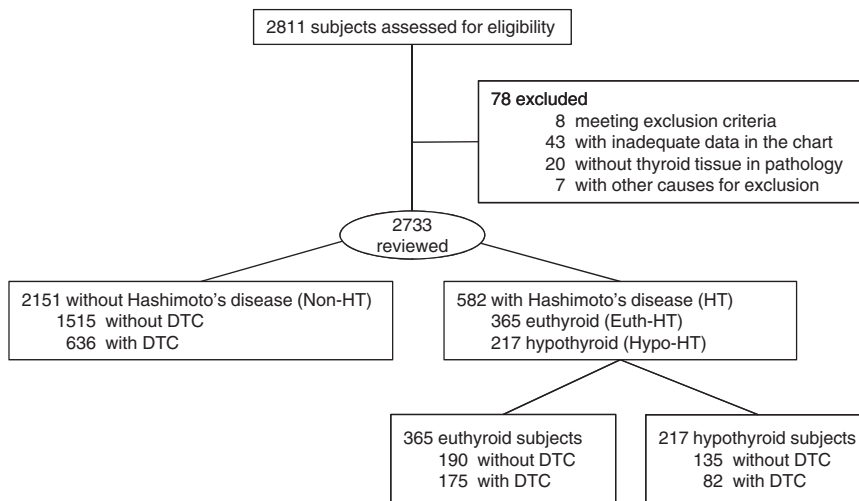 2811 subjects assessed for eligibility
78 excluded
8 meeting exclusion criteria
43 with inadequate data in the chart
20 without thyroid tissue in pathology
7 with other causes for exclusion
2733
reviewed
2151 without Hashimoto's disease (Non-HT)
1515 without DTC
636 with DTC
582 with Hashimoto's disease (HT)
365 euthyroid (Euth-HT)
217 hypothyroid (Hypo-HT)
365 euthyroid subjects
190 without DTC
175 with DTC
217 hypothyroid subjects
135 without DTC
82 with DTC